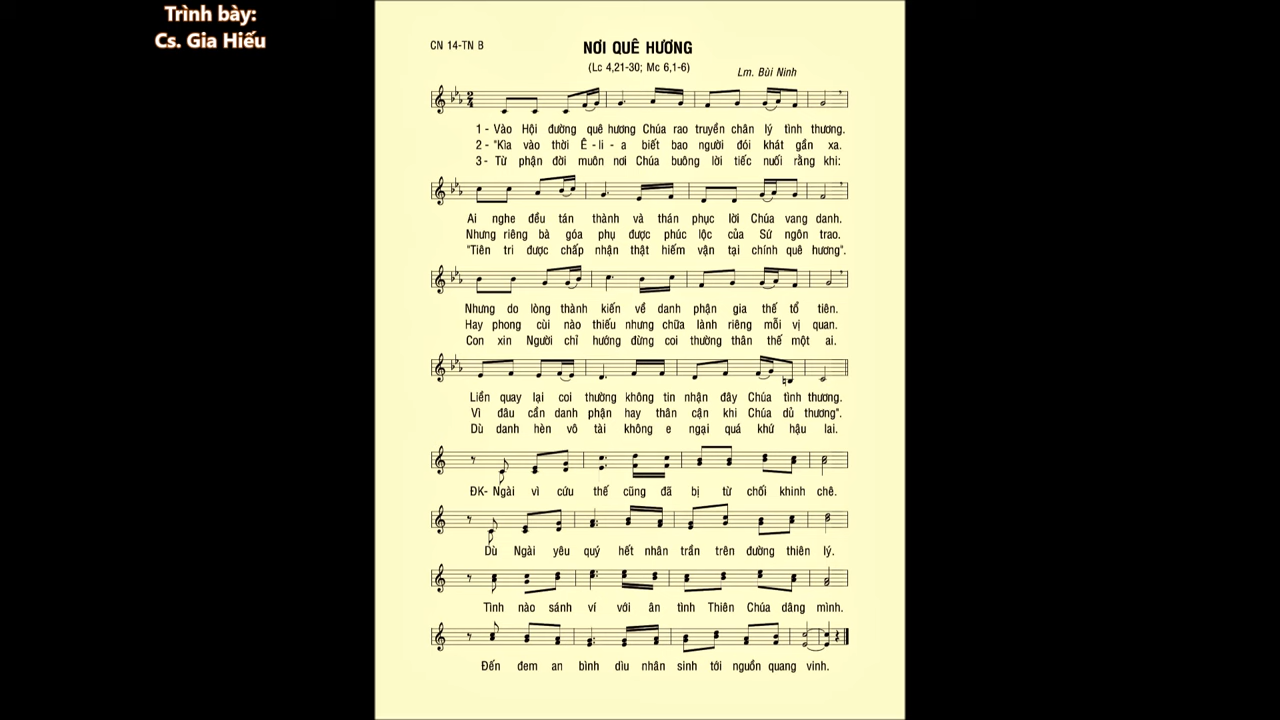 Trình bày:
Cs. Gia Hiếu
CN 14-TN B
NƠI QUÊ HƯƠNG
(Lc 4,21-30; Mc 6,1-6)
Lm. Bùi Ninh
1 - Vào Hội đường quê hương Chúa rao truyền chân lý tình thương.
2 - "Kìa vào thời Ê - li - a biết bao người đói khát gần xa.
3 - Từ phận đời muôn nơi Chúa buông lời tiếc nuối rằng khi:
Ai nghe đều tán thành và thán phục lời Chúa vang danh.
Nhưng riêng bà góa phụ được phúc lộc của Sứ ngôn trao.
"Tiên tri được chấp nhận thật hiếm vận tại chính quê hương".
Nhưng do lòng thành kiến về danh phận gia thế tổ tiên.
Hay phong cùi nào thiếu nhưng chữa lành riêng mỗi vị quan.
Con xin Người chỉ hướng đừng coi thường thân thế một ai.
Liền quay lại coi thường không tin nhận đây Chúa tình thương.
Vì đâu cần danh phận hay thân cận khi Chúa dủ thương".
Dù danh hèn vô tài không e ngại quá khứ hậu lai.
ĐK- Ngài vì cứu thế cũng đã bị từ chối khinh chê.
Dù Ngài yêu quý hết nhân trần trên đường thiên lý.
Tình nào sánh ví với ân tình Thiên Chúa dâng mình.
Đến đem an bình dìu nhân sinh tới nguồn quang vinh.